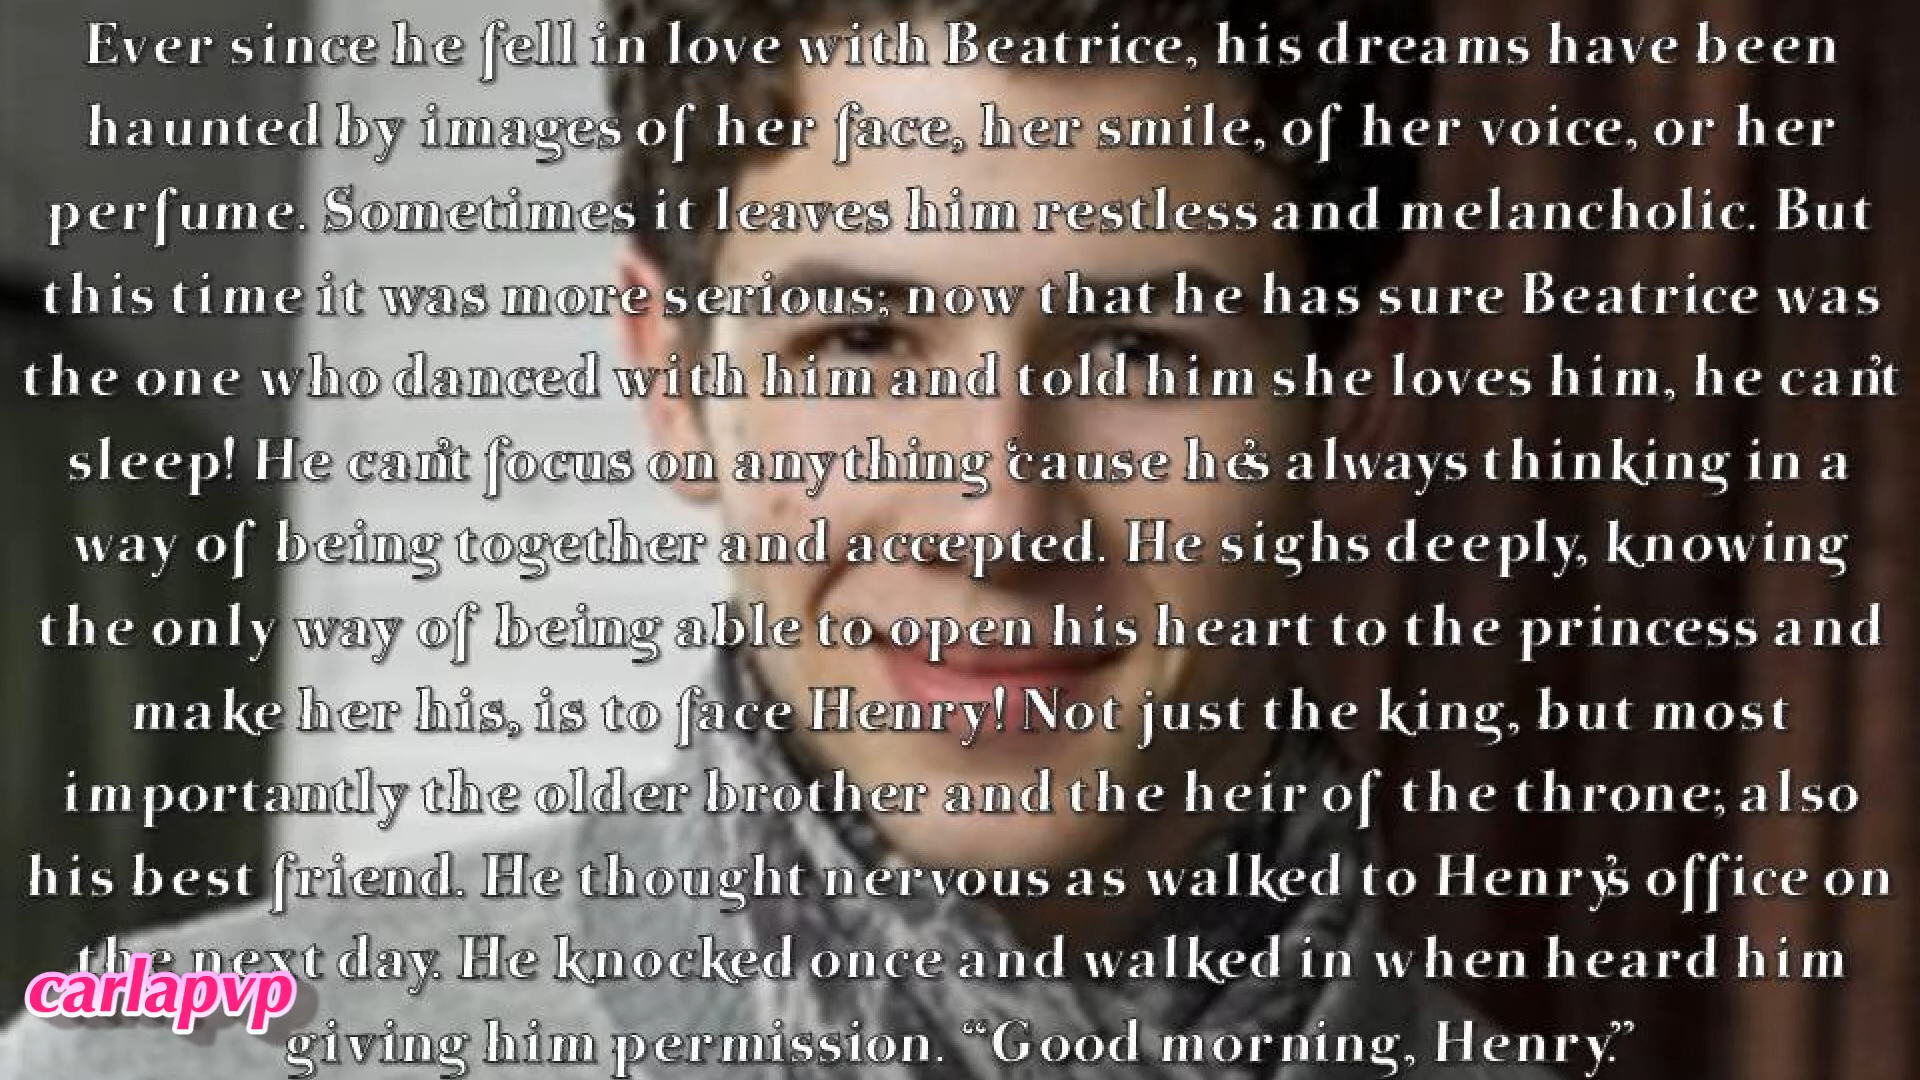 Ever since he fell in love with Beatrice, his dreams have been
haunted by images of her face, her smile, of her voice, or her
perfume. Sometimes it leaves him restless and melancholic. But
this time it was more serious; now that he has sure Beatrice was
the one who danced with him and told him she loves him, he can't
sleep! He can't focus on anything 'cause he's always thinking in a
way of being together and accepted. He sighs deeply, knowing
the only way of being able to open his heart to the princess and
make her his, is to face Henry! Not just the king, but most
importantly the older brother and the heir of the throne; also
his best friend. He thought nervous as walked to Henry's office on
the next day. He knocked once and walked in when heard him
giving him permission. “Good morning, Henry.”
carlapvp